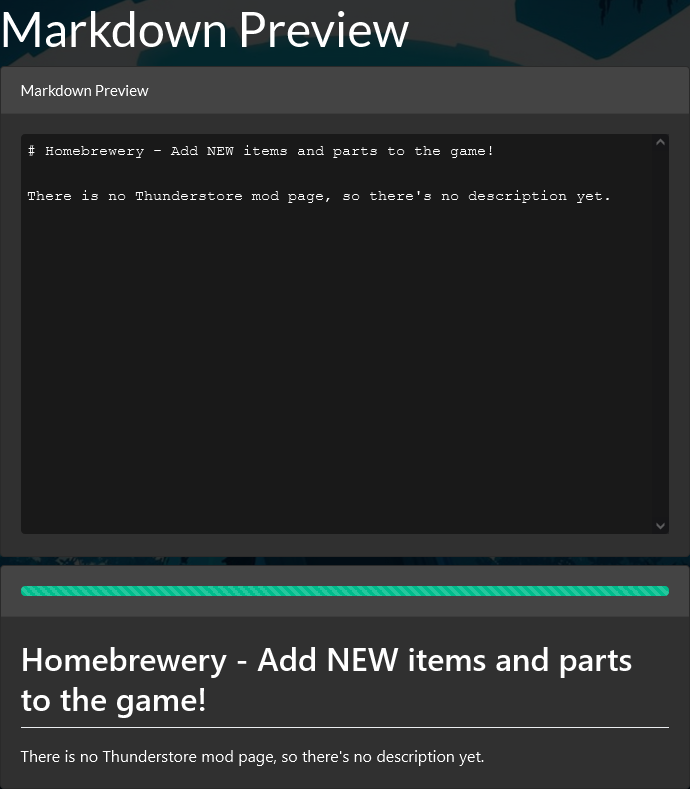 Markdown Preview
Markdown Preview
# Homebrewery - Add NEW items and parts to the game!
There is no Thunderstore mod page, so there's no description yet.
Homebrewery - Add NEW items and parts
to the game!
There is no Thunderstore mod page, so there's no description yet.